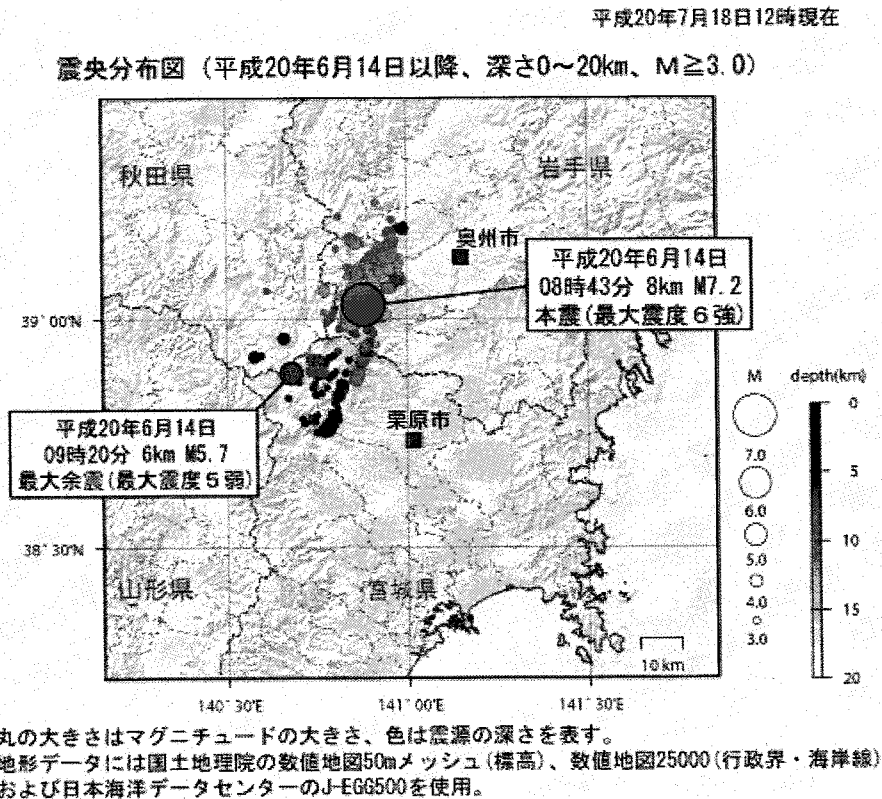 平成20年7月18日12時現在
震央分布図（平成20年6月14日以降、深さ0～20km、M≧3.0）
秋田県
岩手県
奥州市
平成20年6月14日
08時43分 8km M7.2
本震(最大震度６強)
39°00'N
M
depth(km)
0
平成20年6月14日
09時20分 6km M5.7
最大余震(最大震度５弱)
栗原市
7.0
5
6.0
10
38°30'N
5.0
山形県
宮城県
4.0
15
3.0
10km
20
140°30'E
141°00'E
141°30'E
丸の大きさはマグニチュードの大きさ、色は震源の深さを表す。
地形データには国土地理院の数値地図50mメッシュ(標高)、数値地図25000(行政界・海岸線)
および日本海洋データセンターのJ-EGG500を使用。